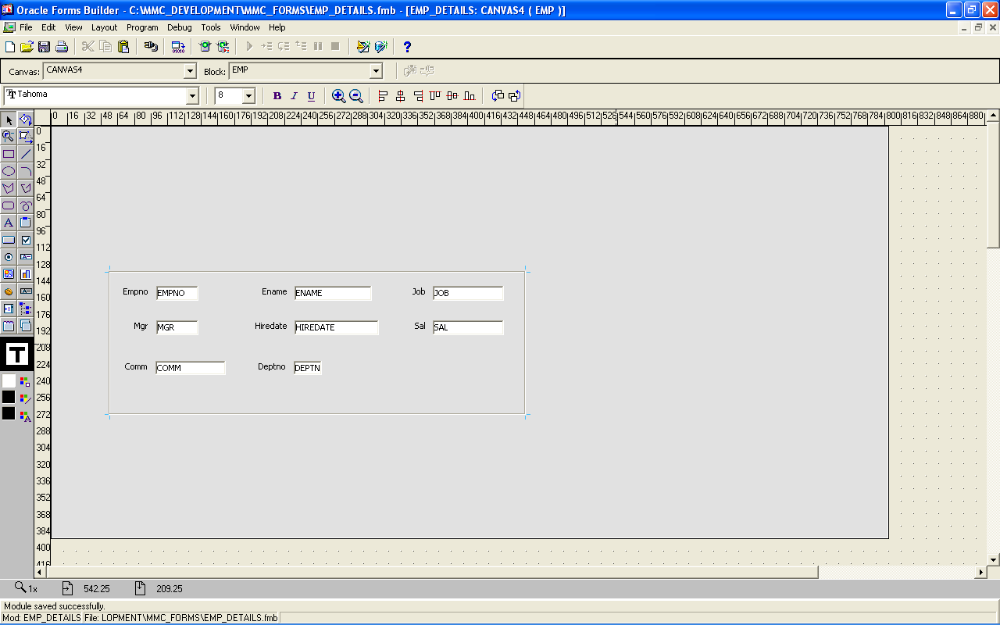 Oracle Forms Builder - C:\MMC_DEVELOPMENT\MMC_FORMS\EMP_DETAILS.fmb - [EMP_DETAILS: CANVAS4 ( EMP )]
File Edit View Layout Program Debug Tools Window Help
Canvas: CANVAS4 Block: EMP
Tahoma 8 B I U
0 16 32 48 64 80 96 112 128 144 160 176 192 208 224 240 256 272 288 304 320 336 352 368 384 400 416 432 448 464 480 496 512 528 544 560 576 592 608 624 640 656 672 688 704 720 736 752 768 784 800 816 832 848 864 880
0
16
32
48
64
80
96
112
128
144
160
176
192
208
224
240
256
272
288
304
320
336
352
368
384
400
416
Empno EMPNO Ename ENAME Job JOB
Mgr MGR Hiredate HIREDATE Sal SAL
Comm COMM Deptno DEPTN
1x 542.25 209.25
Module saved successfully.
Mod: EMP_DETAILS File: LOPMENT\MMC_FORMS\EMP_DETAILS.fmb